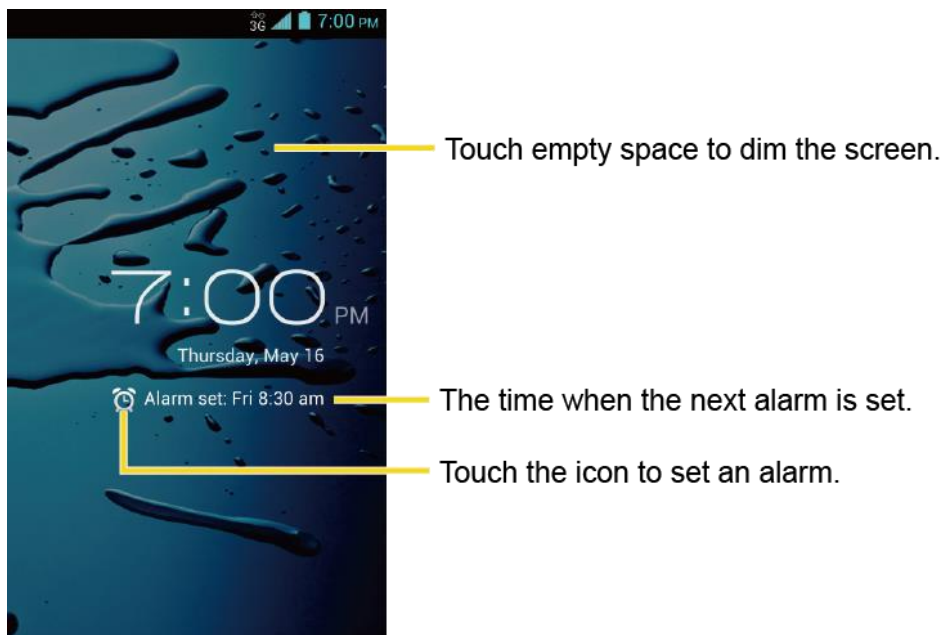 3G 7:00 PM
Touch empty space to dim the screen.
7:00 PM
Thursday, May 16
Alarm set: Fri 8:30 am
The time when the next alarm is set.
Touch the icon to set an alarm.